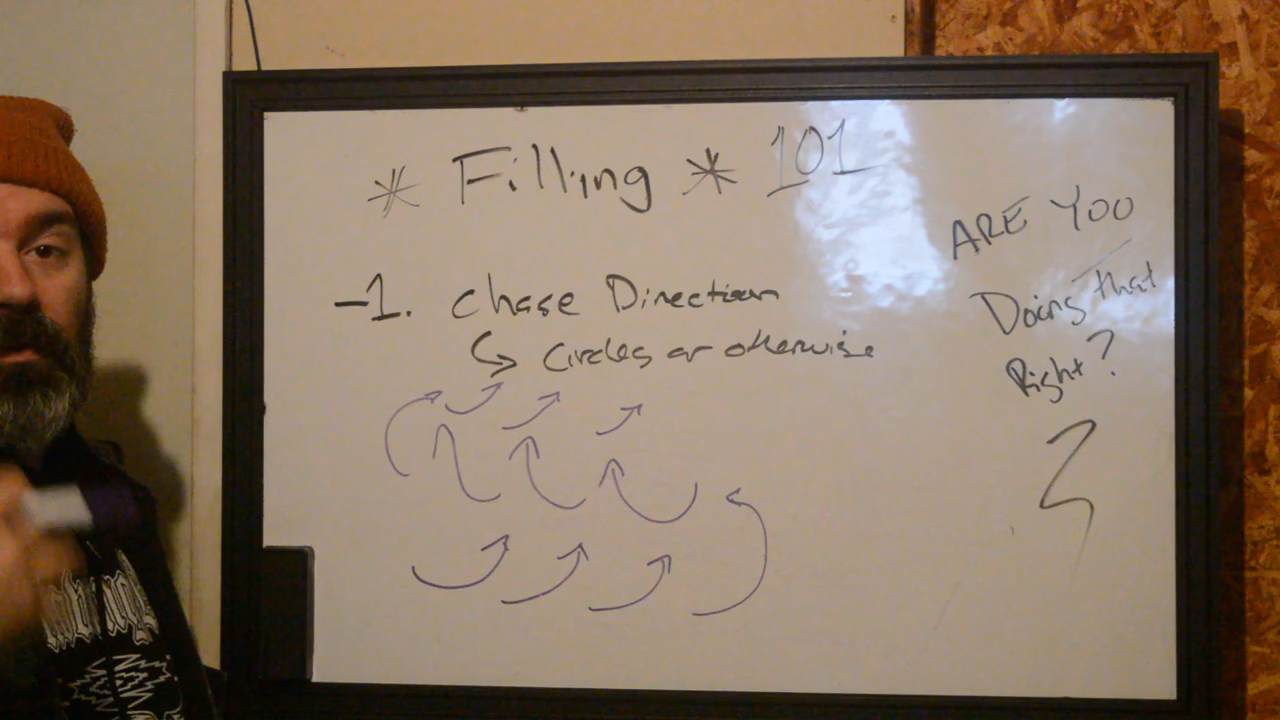 * Filling * 101
-1. Chase Direction
↳ Circles or otherwise
ARE YOU
Doing that
Right?